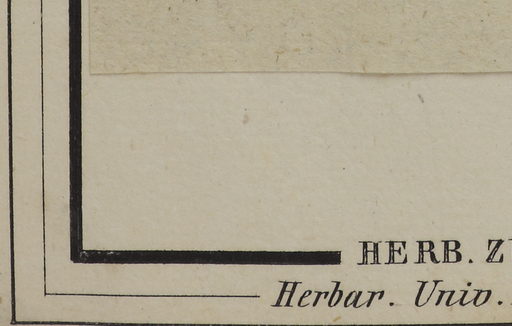 HERB. Z
Herbar. Univ.